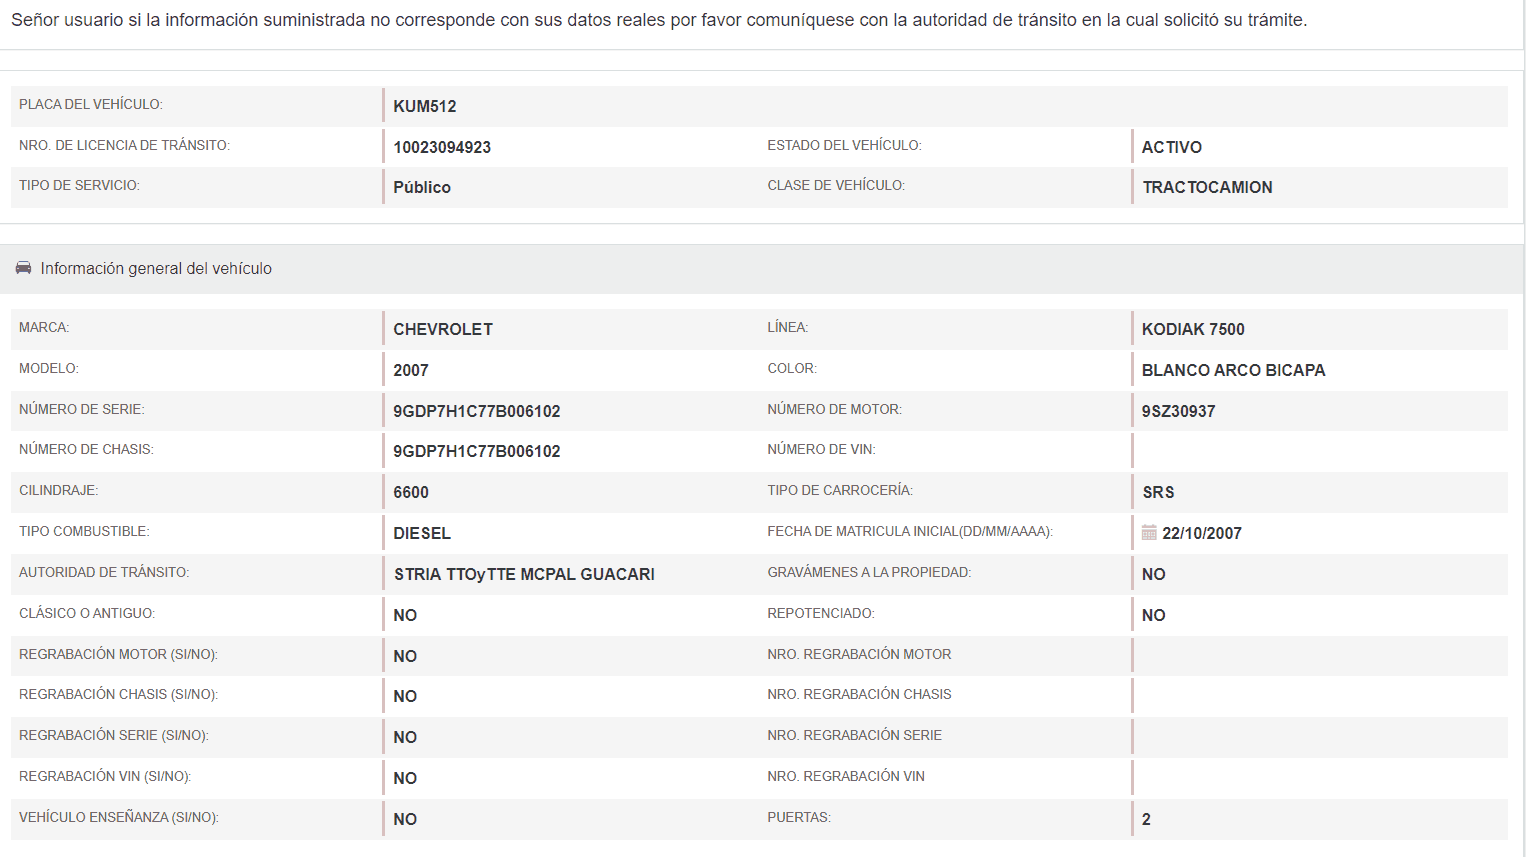 Señor usuario si la información suministrada no corresponde con sus datos reales por favor comuníquese con la autoridad de tránsito en la cual solicitó su trámite.
PLACA DEL VEHÍCULO: KUM512
NRO. DE LICENCIA DE TRÁNSITO: 10023094923 ESTADO DEL VEHÍCULO: ACTIVO
TIPO DE SERVICIO: Público CLASE DE VEHÍCULO: TRACTOCAMION
Información general del vehículo
MARCA: CHEVROLET LÍNEA: KODIAK 7500
MODELO: 2007 COLOR: BLANCO ARCO BICAPA
NÚMERO DE SERIE: 9GDP7H1C77B006102 NÚMERO DE MOTOR: 9SZ30937
NÚMERO DE CHASIS: 9GDP7H1C77B006102 NÚMERO DE VIN:
CILINDRAJE: 6600 TIPO DE CARROCERÍA: SRS
TIPO COMBUSTIBLE: DIESEL FECHA DE MATRICULA INICIAL(DD/MM/AAAA): 22/10/2007
AUTORIDAD DE TRÁNSITO: STRIA TTOyTTE MCPAL GUACARI GRAVÁMENES A LA PROPIEDAD: NO
CLÁSICO O ANTIGUO: NO REPOTENCIADO: NO
REGRABACIÓN MOTOR (SI/NO): NO NRO. REGRABACIÓN MOTOR
REGRABACIÓN CHASIS (SI/NO): NO NRO. REGRABACIÓN CHASIS
REGRABACIÓN SERIE (SI/NO): NO NRO. REGRABACIÓN SERIE
REGRABACIÓN VIN (SI/NO): NO NRO. REGRABACIÓN VIN
VEHÍCULO ENSEÑANZA (SI/NO): NO PUERTAS: 2